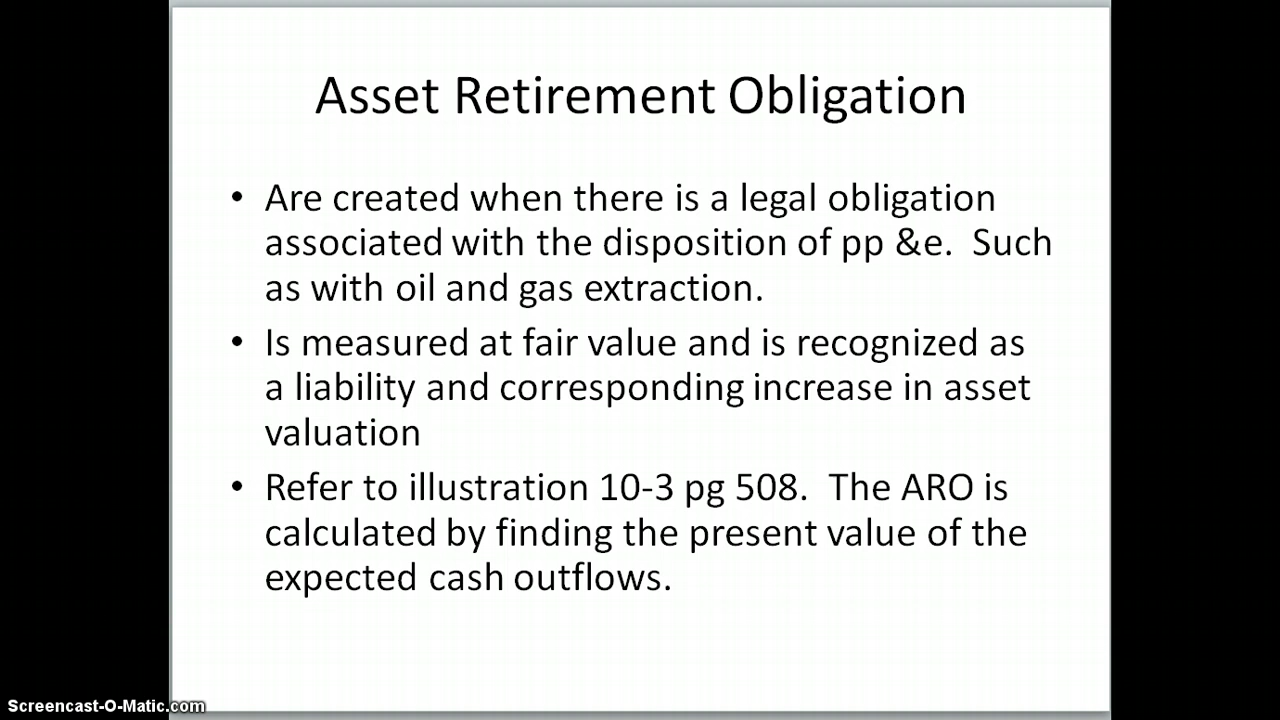 Asset Retirement Obligation
• Are created when there is a legal obligation
associated with the disposition of pp &e.  Such
as with oil and gas extraction.
• Is measured at fair value and is recognized as
a liability and corresponding increase in asset
valuation
• Refer to illustration 10-3 pg 508.  The ARO is
calculated by finding the present value of the
expected cash outflows.
Screencast-O-Matic.com